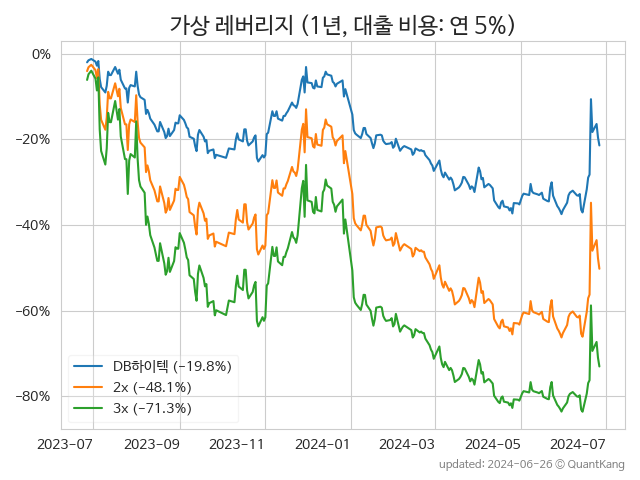 가상 레버리지 (1년, 대출 비용: 연 5%)
0%
−20%
−40%
−60%
−80%
DB하이텍 (−19.8%)
2x (−48.1%)
3x (−71.3%)
2023-07 2023-09 2023-11 2024-01 2024-03 2024-05 2024-07
updated: 2024-06-26 © QuantKang